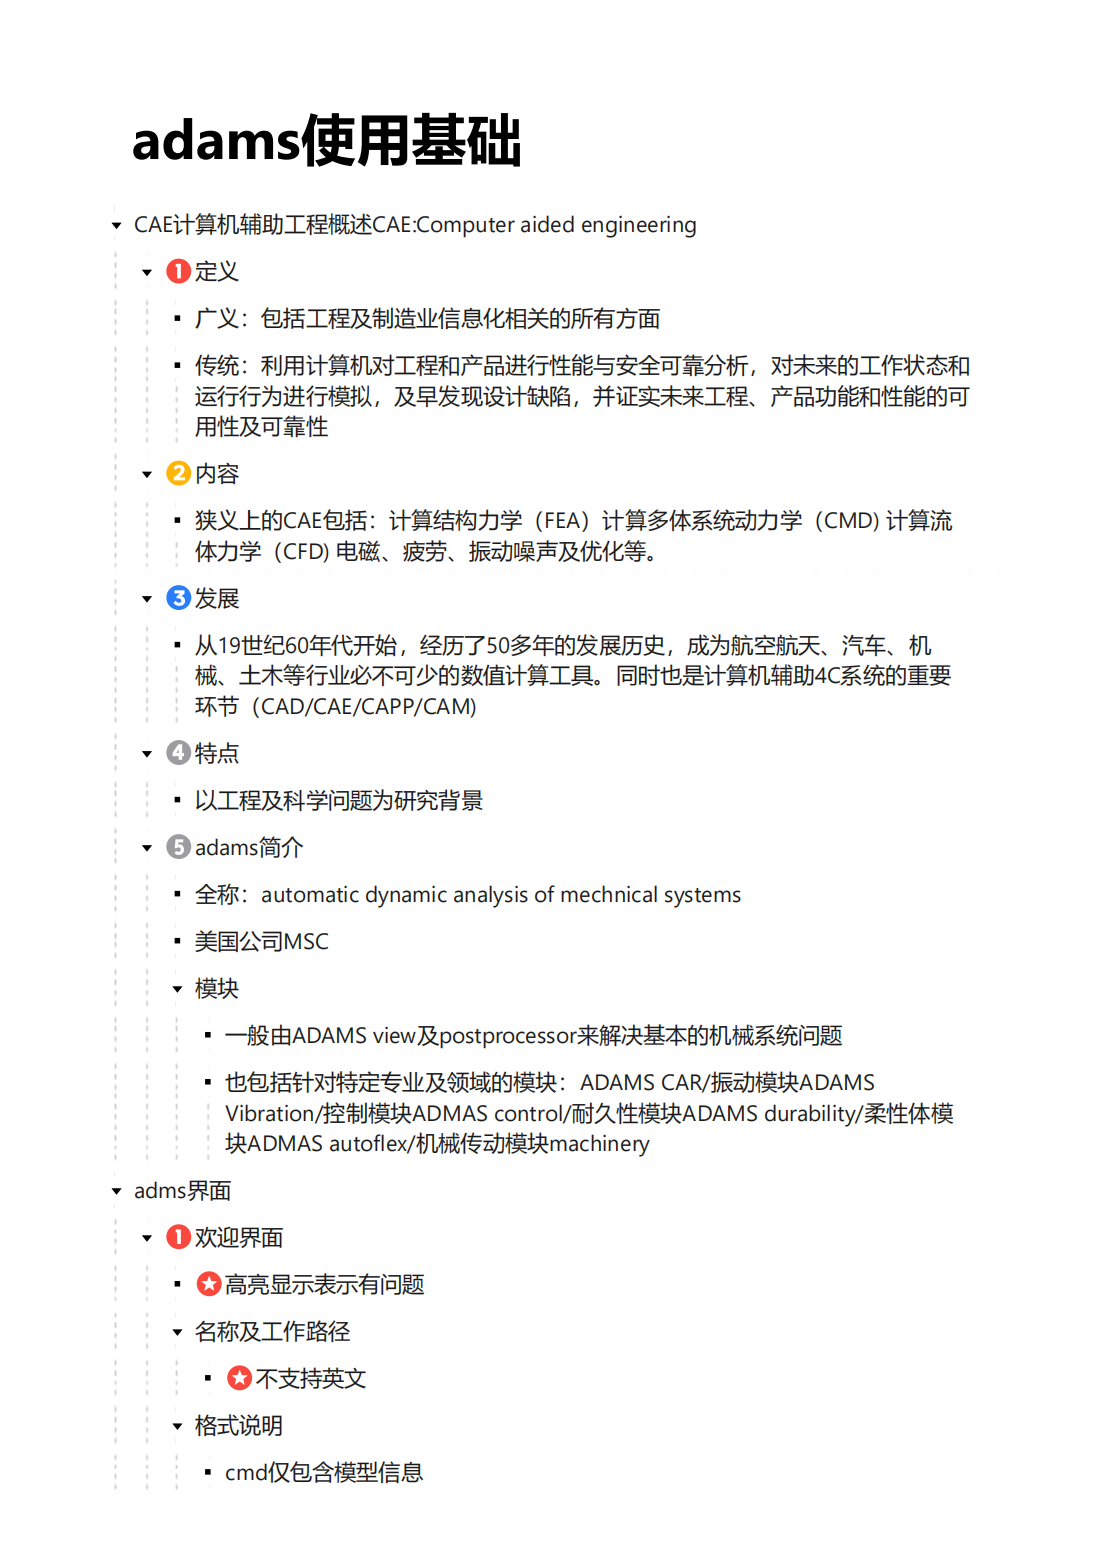 adams使用基础
CAE计算机辅助工程概述CAE:Computer aided engineering
1 定义
广义：包括工程及制造业信息化相关的所有方面
传统：利用计算机对工程和产品进行性能与安全可靠分析，对未来的工作状态和
运行行为进行模拟，及早发现设计缺陷，并证实未来工程、产品功能和性能的可
用性及可靠性
2 内容
狭义上的CAE包括：计算结构力学（FEA）计算多体系统动力学（CMD) 计算流
体力学（CFD) 电磁、疲劳、振动噪声及优化等。
3 发展
从19世纪60年代开始，经历了50多年的发展历史，成为航空航天、汽车、机
械、土木等行业必不可少的数值计算工具。同时也是计算机辅助4C系统的重要
环节（CAD/CAE/CAPP/CAM)
4 特点
以工程及科学问题为研究背景
5 adams简介
全称：automatic dynamic analysis of mechnical systems
美国公司MSC
模块
一般由ADAMS view及postprocessor来解决基本的机械系统问题
也包括针对特定专业及领域的模块：ADAMS CAR/振动模块ADAMS
Vibration/控制模块ADMAS control/耐久性模块ADAMS durability/柔性体模
块ADMAS autoflex/机械传动模块machinery
adms界面
1 欢迎界面
高亮显示表示有问题
名称及工作路径
不支持英文
格式说明
cmd仅包含模型信息